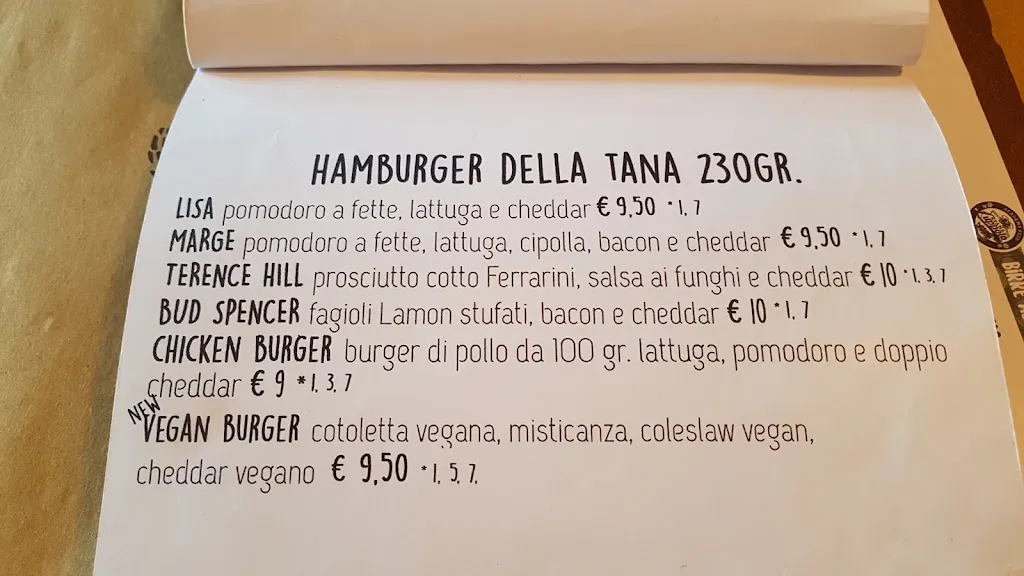 HAMBURGER DELLA TANA 230GR.
LISA pomodoro a fette, lattuga e cheddar € 9,50 *1, 7
MARGE pomodoro a fette, lattuga, cipolla, bacon e cheddar € 9,50 *1, 7
TERENCE HILL prosciutto cotto Ferrarini, salsa ai funghi e cheddar € 10 *1, 3, 7
BUD SPENCER fagioli Lamon stufati, bacon e cheddar € 10 *1, 7
CHICKEN BURGER burger di pollo da 100 gr. lattuga, pomodoro e doppio
cheddar € 9 *1, 3, 7
NEW
VEGAN BURGER cotoletta vegana, misticanza, coleslaw vegan,
cheddar vegano € 9,50 *1, 5, 7,
BIRRE